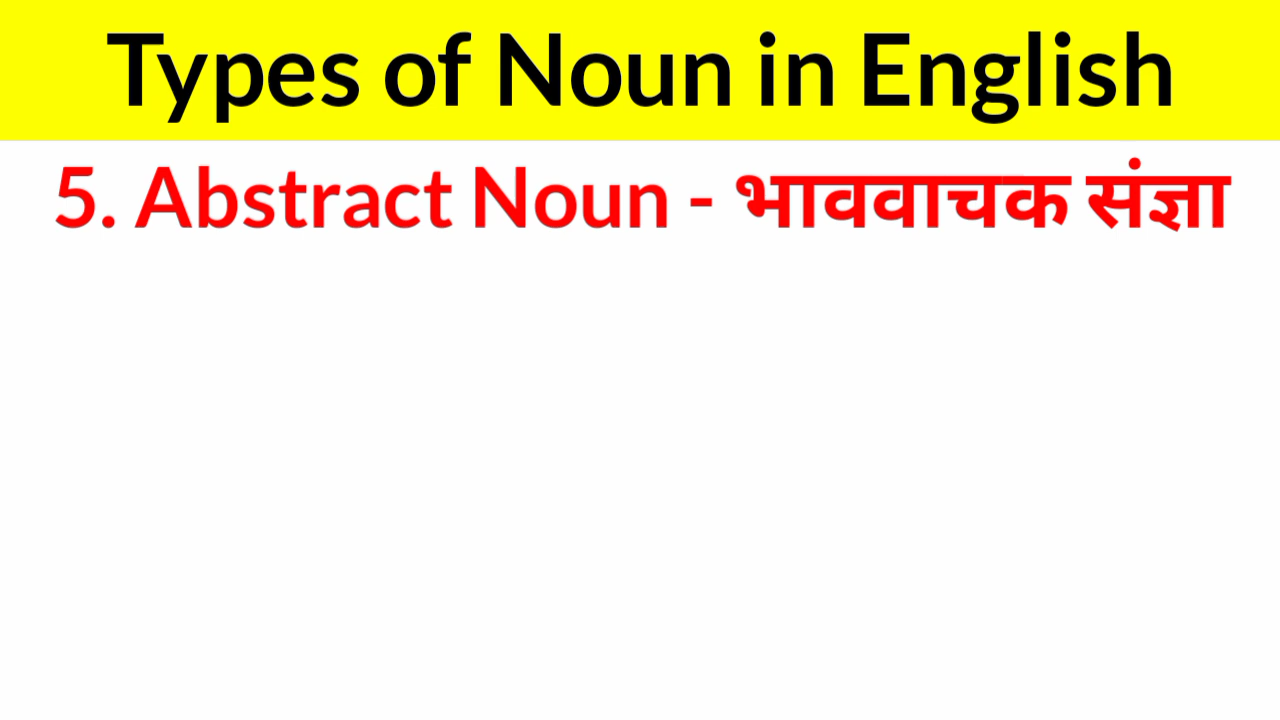 Types of Noun in English
5. Abstract Noun - भाववाचक संज्ञा